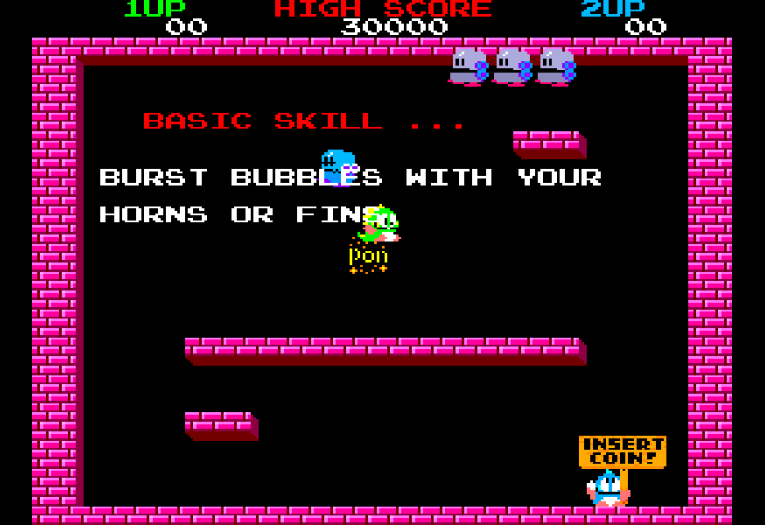 1UP HIGH SCORE 2UP
00 30000 00
BASIC SKILL ...
BURST BUBBLES WITH YOUR
HORNS OR FINS
Pon
INSERT
COIN?